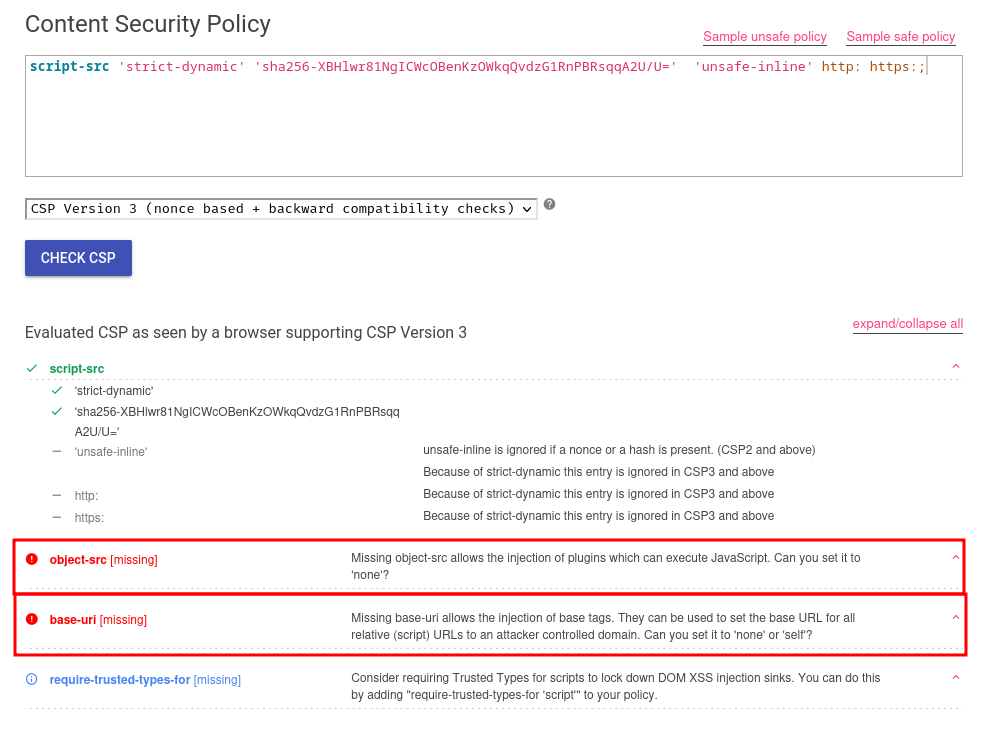 Content Security Policy
Sample unsafe policy Sample safe policy
script-src 'strict-dynamic' 'sha256-XBHlwr81NgICWcOBenKzOWkqQvdzG1RnPBRsqqA2U/U=' 'unsafe-inline' http: https:;
CSP Version 3 (nonce based + backward compatibility checks)
?
CHECK CSP
Evaluated CSP as seen by a browser supporting CSP Version 3
expand/collapse all
script-src
'strict-dynamic'
'sha256-XBHlwr81NgICWcOBenKzOWkqQvdzG1RnPBRsqq
A2U/U='
'unsafe-inline' unsafe-inline is ignored if a nonce or a hash is present. (CSP2 and above)
Because of strict-dynamic this entry is ignored in CSP3 and above
http: Because of strict-dynamic this entry is ignored in CSP3 and above
https: Because of strict-dynamic this entry is ignored in CSP3 and above
object-src [missing] Missing object-src allows the injection of plugins which can execute JavaScript. Can you set it to
'none'?
base-uri [missing] Missing base-uri allows the injection of base tags. They can be used to set the base URL for all
relative (script) URLs to an attacker controlled domain. Can you set it to 'none' or 'self'?
require-trusted-types-for [missing] Consider requiring Trusted Types for scripts to lock down DOM XSS injection sinks. You can do this
by adding "require-trusted-types-for 'script'" to your policy.